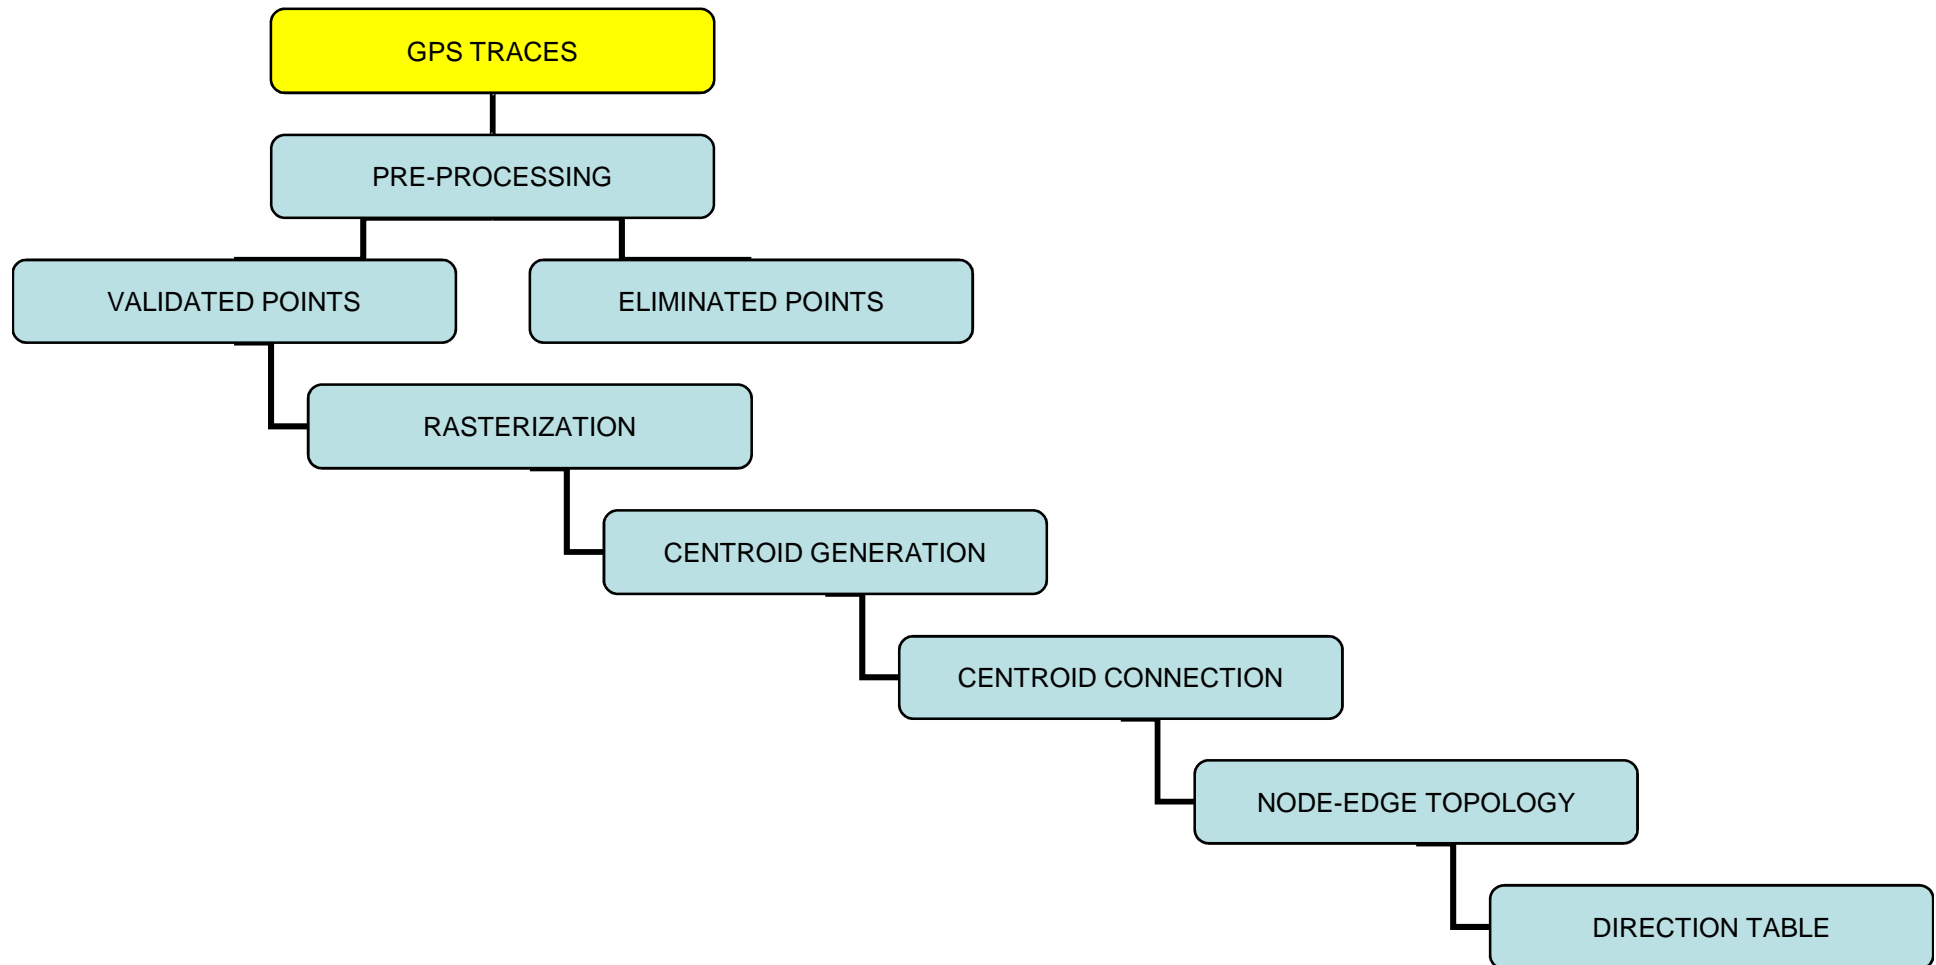 GPS TRACES
PRE-PROCESSING
VALIDATED POINTS
ELIMINATED POINTS
RASTERIZATION
CENTROID GENERATION
CENTROID CONNECTION
NODE-EDGE TOPOLOGY
DIRECTION TABLE